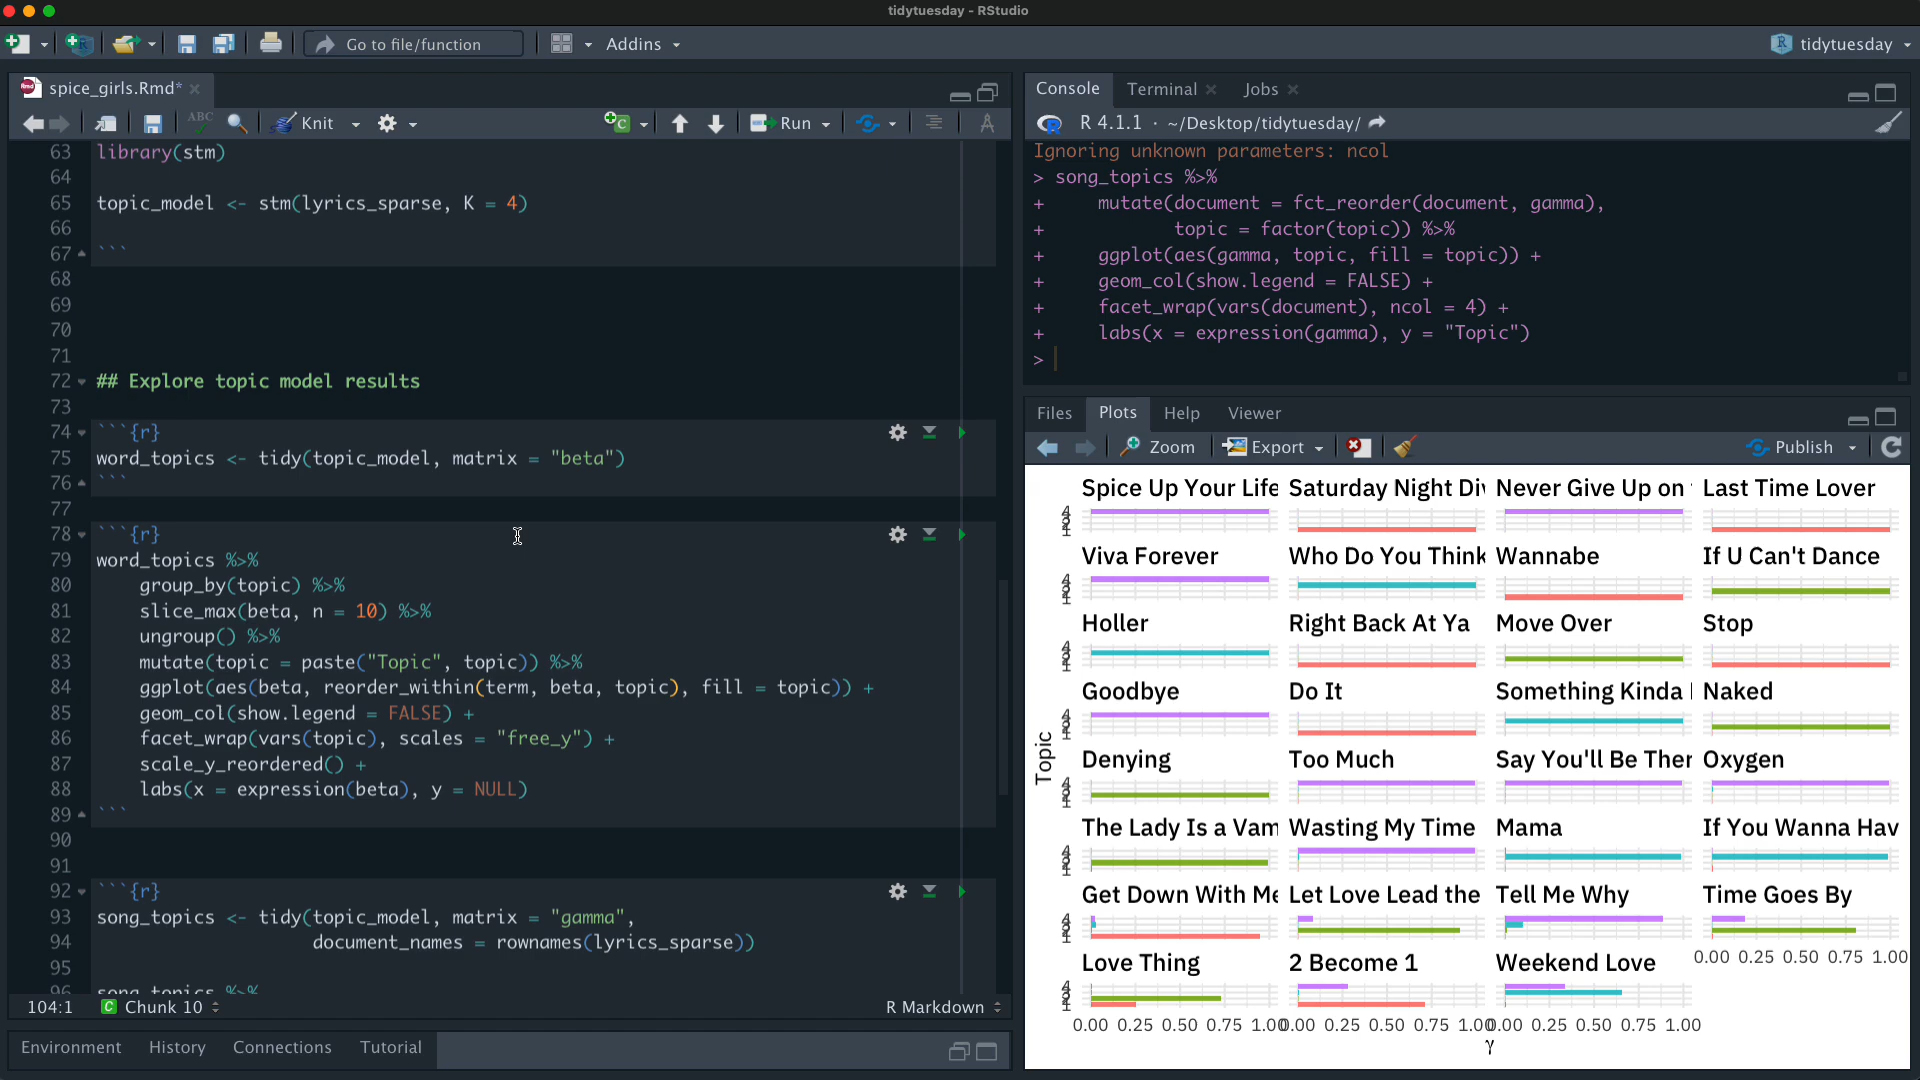 tidytuesday - RStudio
Go to file/function
Addins
tidytuesday
spice_girls.Rmd*
ABC
Knit
Run
63 library(stm)
64
65 topic_model <- stm(lyrics_sparse, K = 4)
66
67 ```
68
69
70
71
72 ## Explore topic model results
73
74 ```{r}
75 word_topics <- tidy(topic_model, matrix = "beta")
76 ```
77
78 ```{r}
79 word_topics %>%
80 group_by(topic) %>%
81 slice_max(beta, n = 10) %>%
82 ungroup() %>%
83 mutate(topic = paste("Topic", topic)) %>%
84 ggplot(aes(beta, reorder_within(term, beta, topic), fill = topic)) +
85 geom_col(show.legend = FALSE) +
86 facet_wrap(vars(topic), scales = "free_y") +
87 scale_y_reordered() +
88 labs(x = expression(beta), y = NULL)
89 ```
90
91
92 ```{r}
93 song_topics <- tidy(topic_model, matrix = "gamma",
94 document_names = rownames(lyrics_sparse))
95
96 song_topics %>%
104:1 Chunk 10 R Markdown
Environment History Connections Tutorial
Console Terminal Jobs
R 4.1.1 · ~/Desktop/tidytuesday/
Ignoring unknown parameters: ncol
> song_topics %>%
+ mutate(document = fct_reorder(document, gamma),
+ topic = factor(topic)) %>%
+ ggplot(aes(gamma, topic, fill = topic)) +
+ geom_col(show.legend = FALSE) +
+ facet_wrap(vars(document), ncol = 4) +
+ labs(x = expression(gamma), y = "Topic")
>
Files Plots Help Viewer
Zoom Export Publish
Spice Up Your Life Saturday Night Div Never Give Up on Last Time Lover
Viva Forever Who Do You Think Wannabe If U Can't Dance
Holler Right Back At Ya Move Over Stop
Goodbye Do It Something Kinda Naked
Denying Too Much Say You'll Be Ther Oxygen
The Lady Is a Vam Wasting My Time Mama If You Wanna Hav
Get Down With Me Let Love Lead the Tell Me Why Time Goes By
0.00 0.25 0.50 0.75 1.00
Love Thing 2 Become 1 Weekend Love
0.00 0.25 0.50 0.75 1.00 0.00 0.25 0.50 0.75 1.00 0.00 0.25 0.50 0.75 1.00
Topic
γ